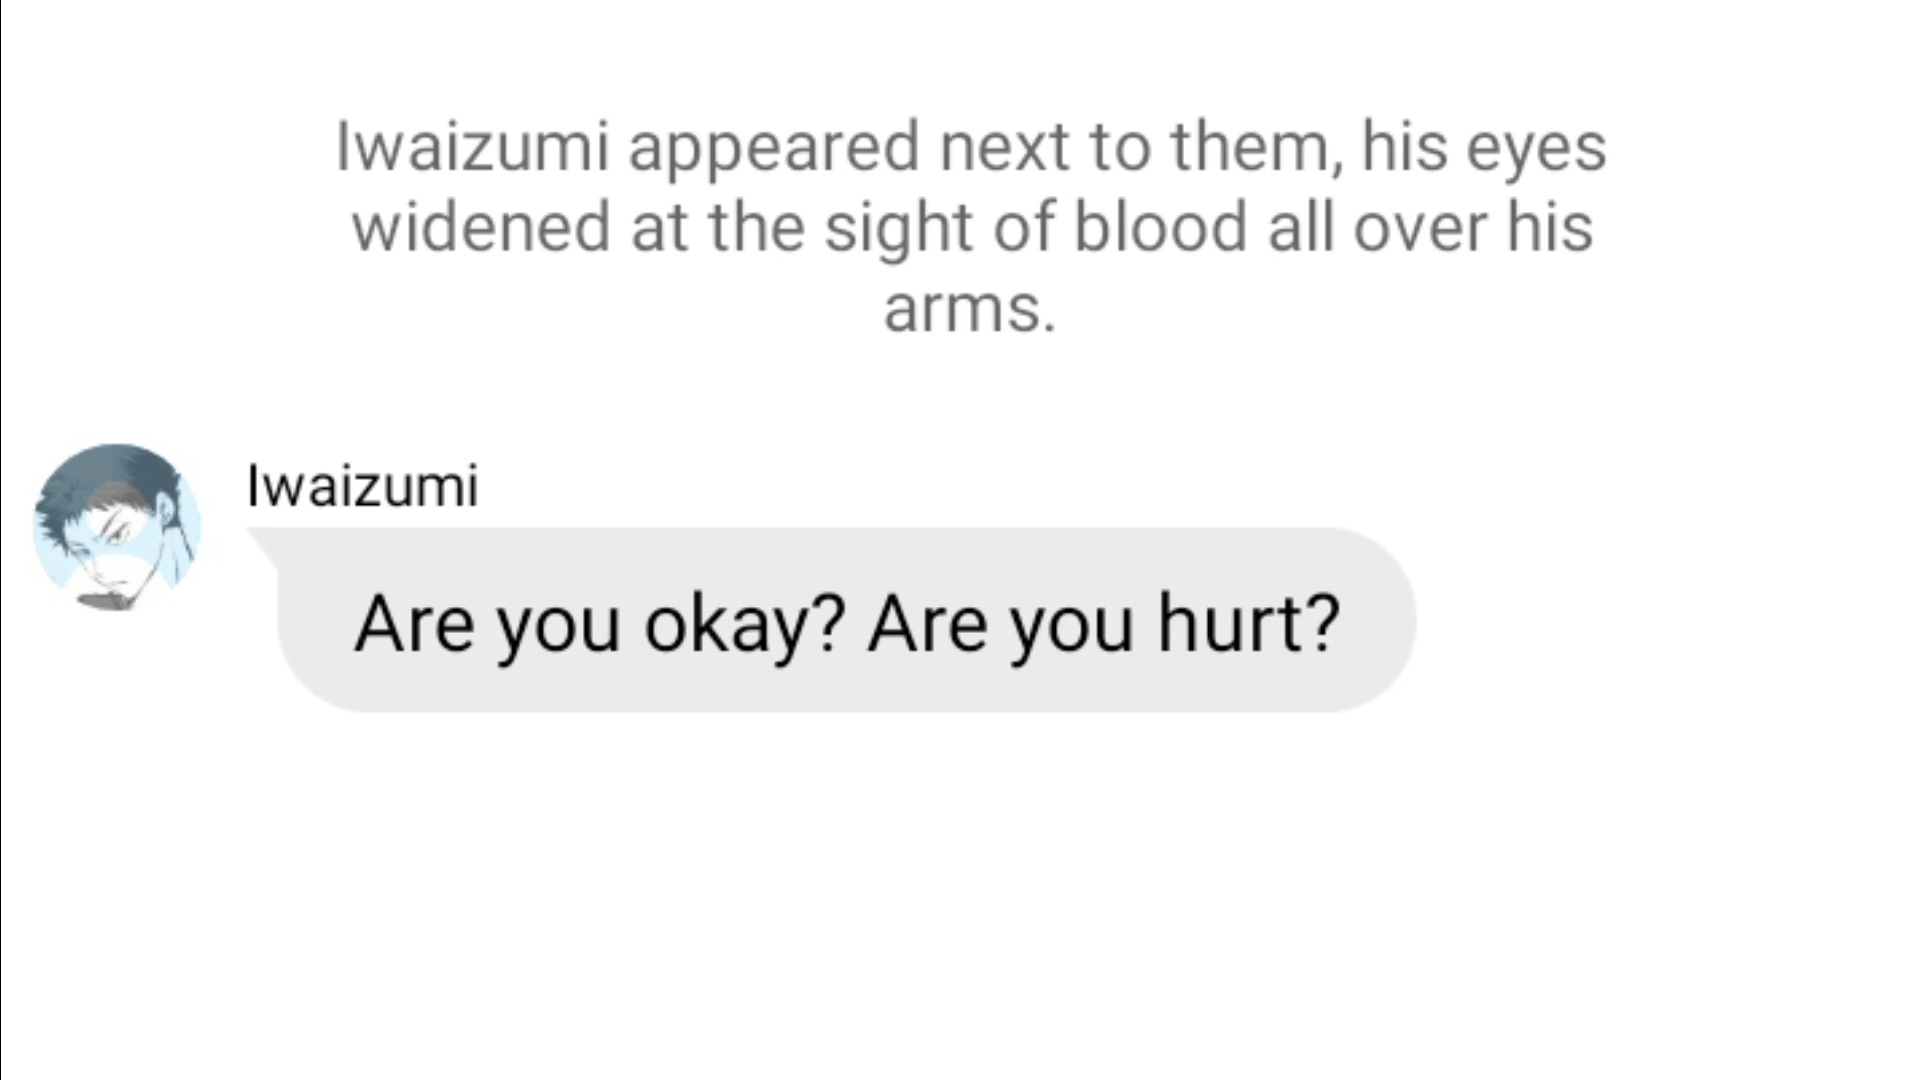 Iwaizumi appeared next to them, his eyes
widened at the sight of blood all over his
arms.
Iwaizumi
Are you okay? Are you hurt?